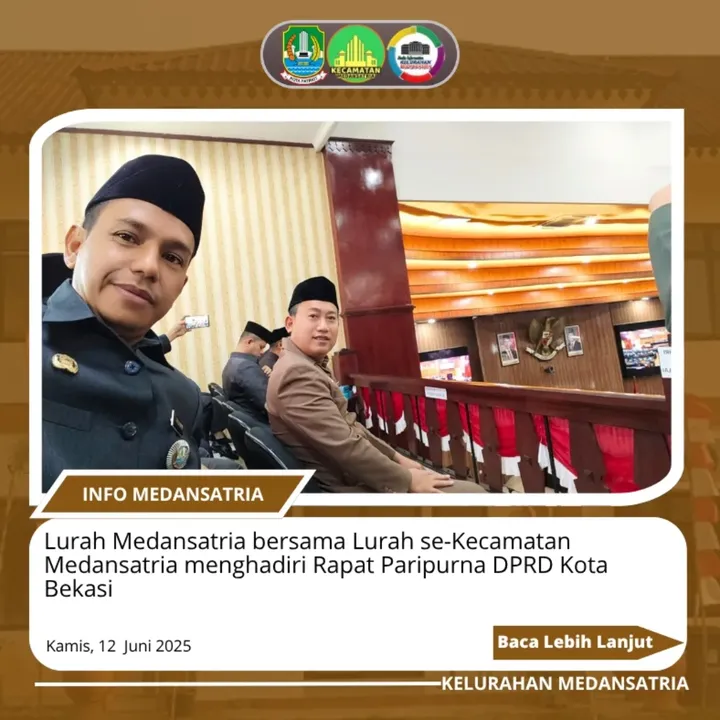 KECAMATAN
INFO MEDANSATRIA
Lurah Medansatria bersama Lurah se-Kecamatan
Medansatria menghadiri Rapat Paripurna DPRD Kota
Bekasi
Kamis, 12 Juni 2025
Baca Lebih Lanjut
KELURAHAN MEDANSATRIA